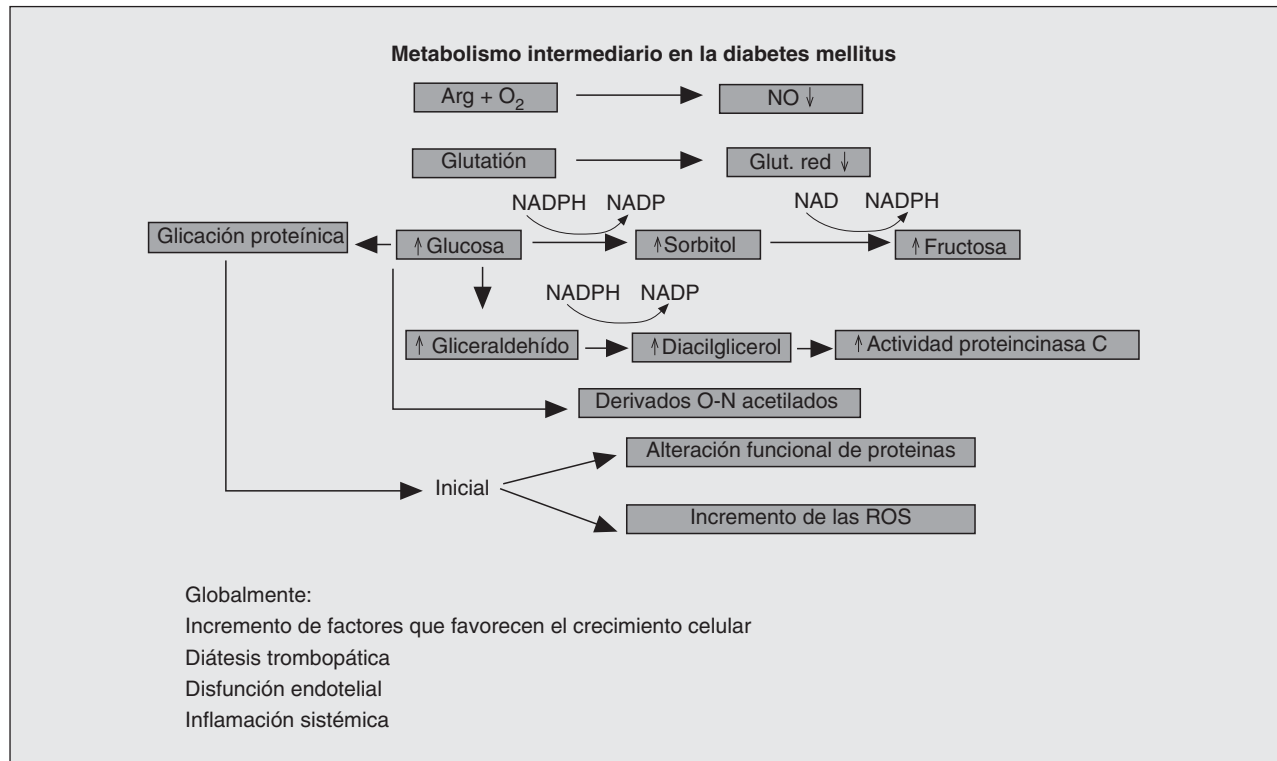 Metabolismo intermediario en la diabetes mellitus
Arg + O2 NO ↓
Glutatión Glut. red ↓
NADPH NADP NAD NADPH
Glicación proteínica ↑ Glucosa ↑ Sorbitol ↑ Fructosa
NADPH NADP
↑ Gliceraldehído ↑ Diacilglicerol ↑ Actividad proteincinasa C
Derivados O-N acetilados
Alteración funcional de proteinas
Inicial
Incremento de las ROS
Globalmente:
Incremento de factores que favorecen el crecimiento celular
Diátesis trombopática
Disfunción endotelial
Inflamación sistémica